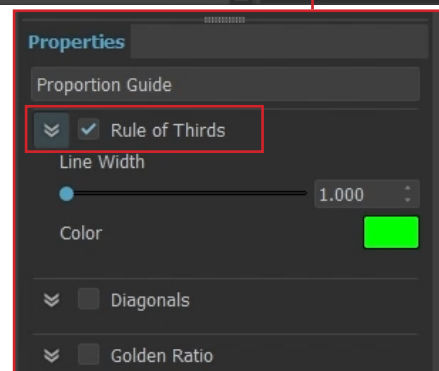 Properties
Proportion Guide
Rule of Thirds
Line Width
1.000
Color
Diagonals
Golden Ratio